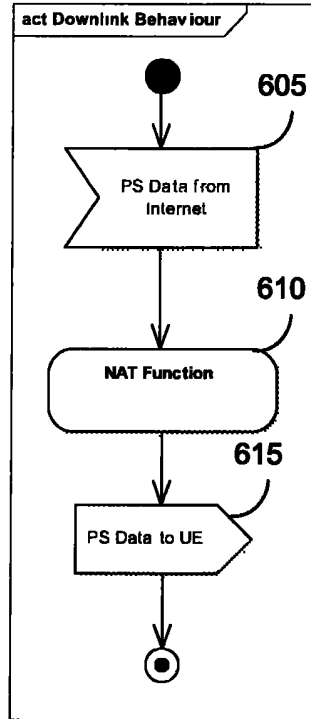 act Downlink Behaviour
605
PS Data from
Internet
610
NAT Function
615
PS Data to UE